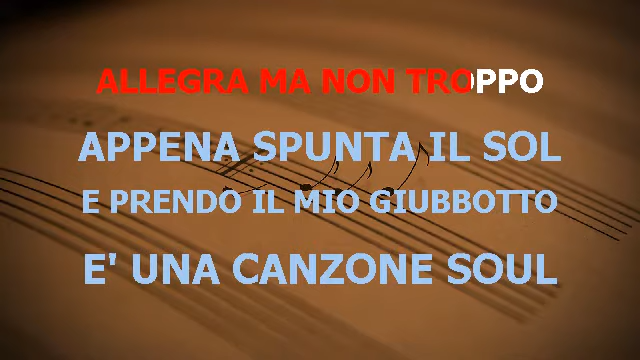 ALLEGRA MA NON TROPPO
APPENA SPUNTA IL SOL
E PRENDO IL MIO GIUBBOTTO
E' UNA CANZONE SOUL